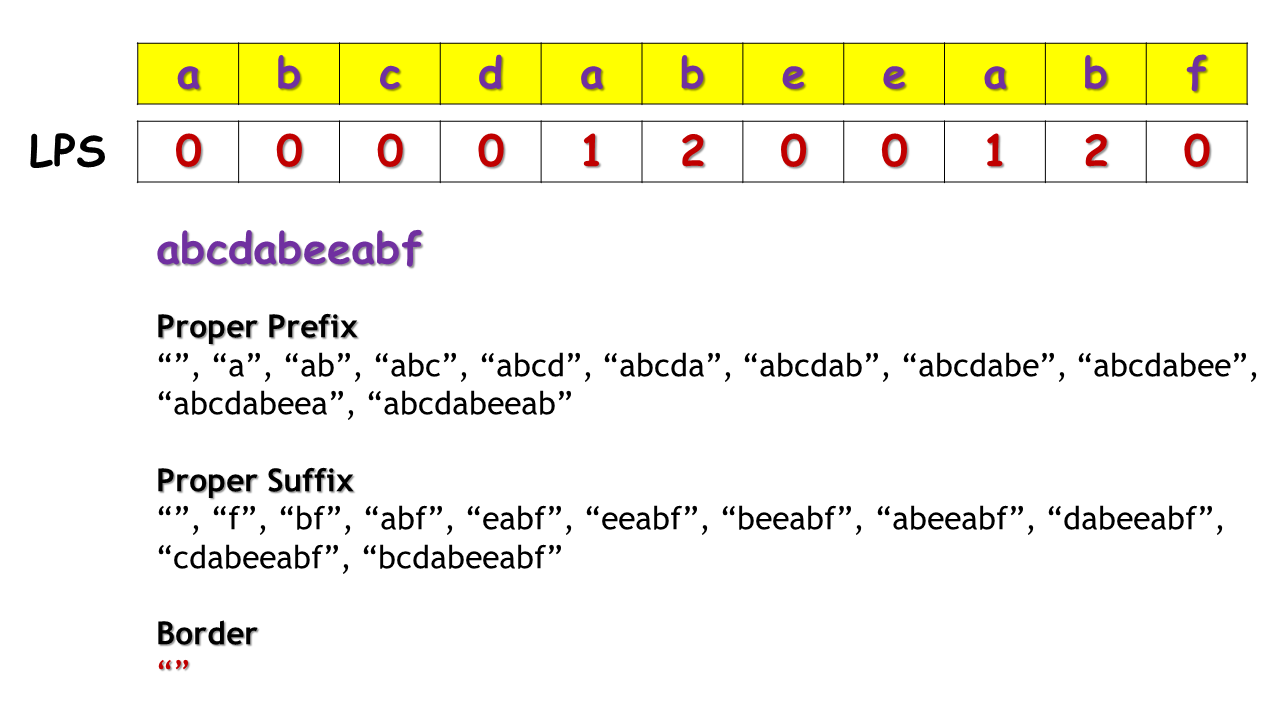 a b c d a b e e a b f
LPS 0 0 0 0 1 2 0 0 1 2 0
abcdabeeabf
Proper Prefix
“”, “a”, “ab”, “abc”, “abcd”, “abcda”, “abcdab”, “abcdabe”, “abcdabee”,
“abcdabeea”, “abcdabeeab”
Proper Suffix
“”, “f”, “bf”, “abf”, “eabf”, “eeabf”, “beeabf”, “abeeabf”, “dabeeabf”,
“cdabeeabf”, “bcdabeeabf”
Border
“”